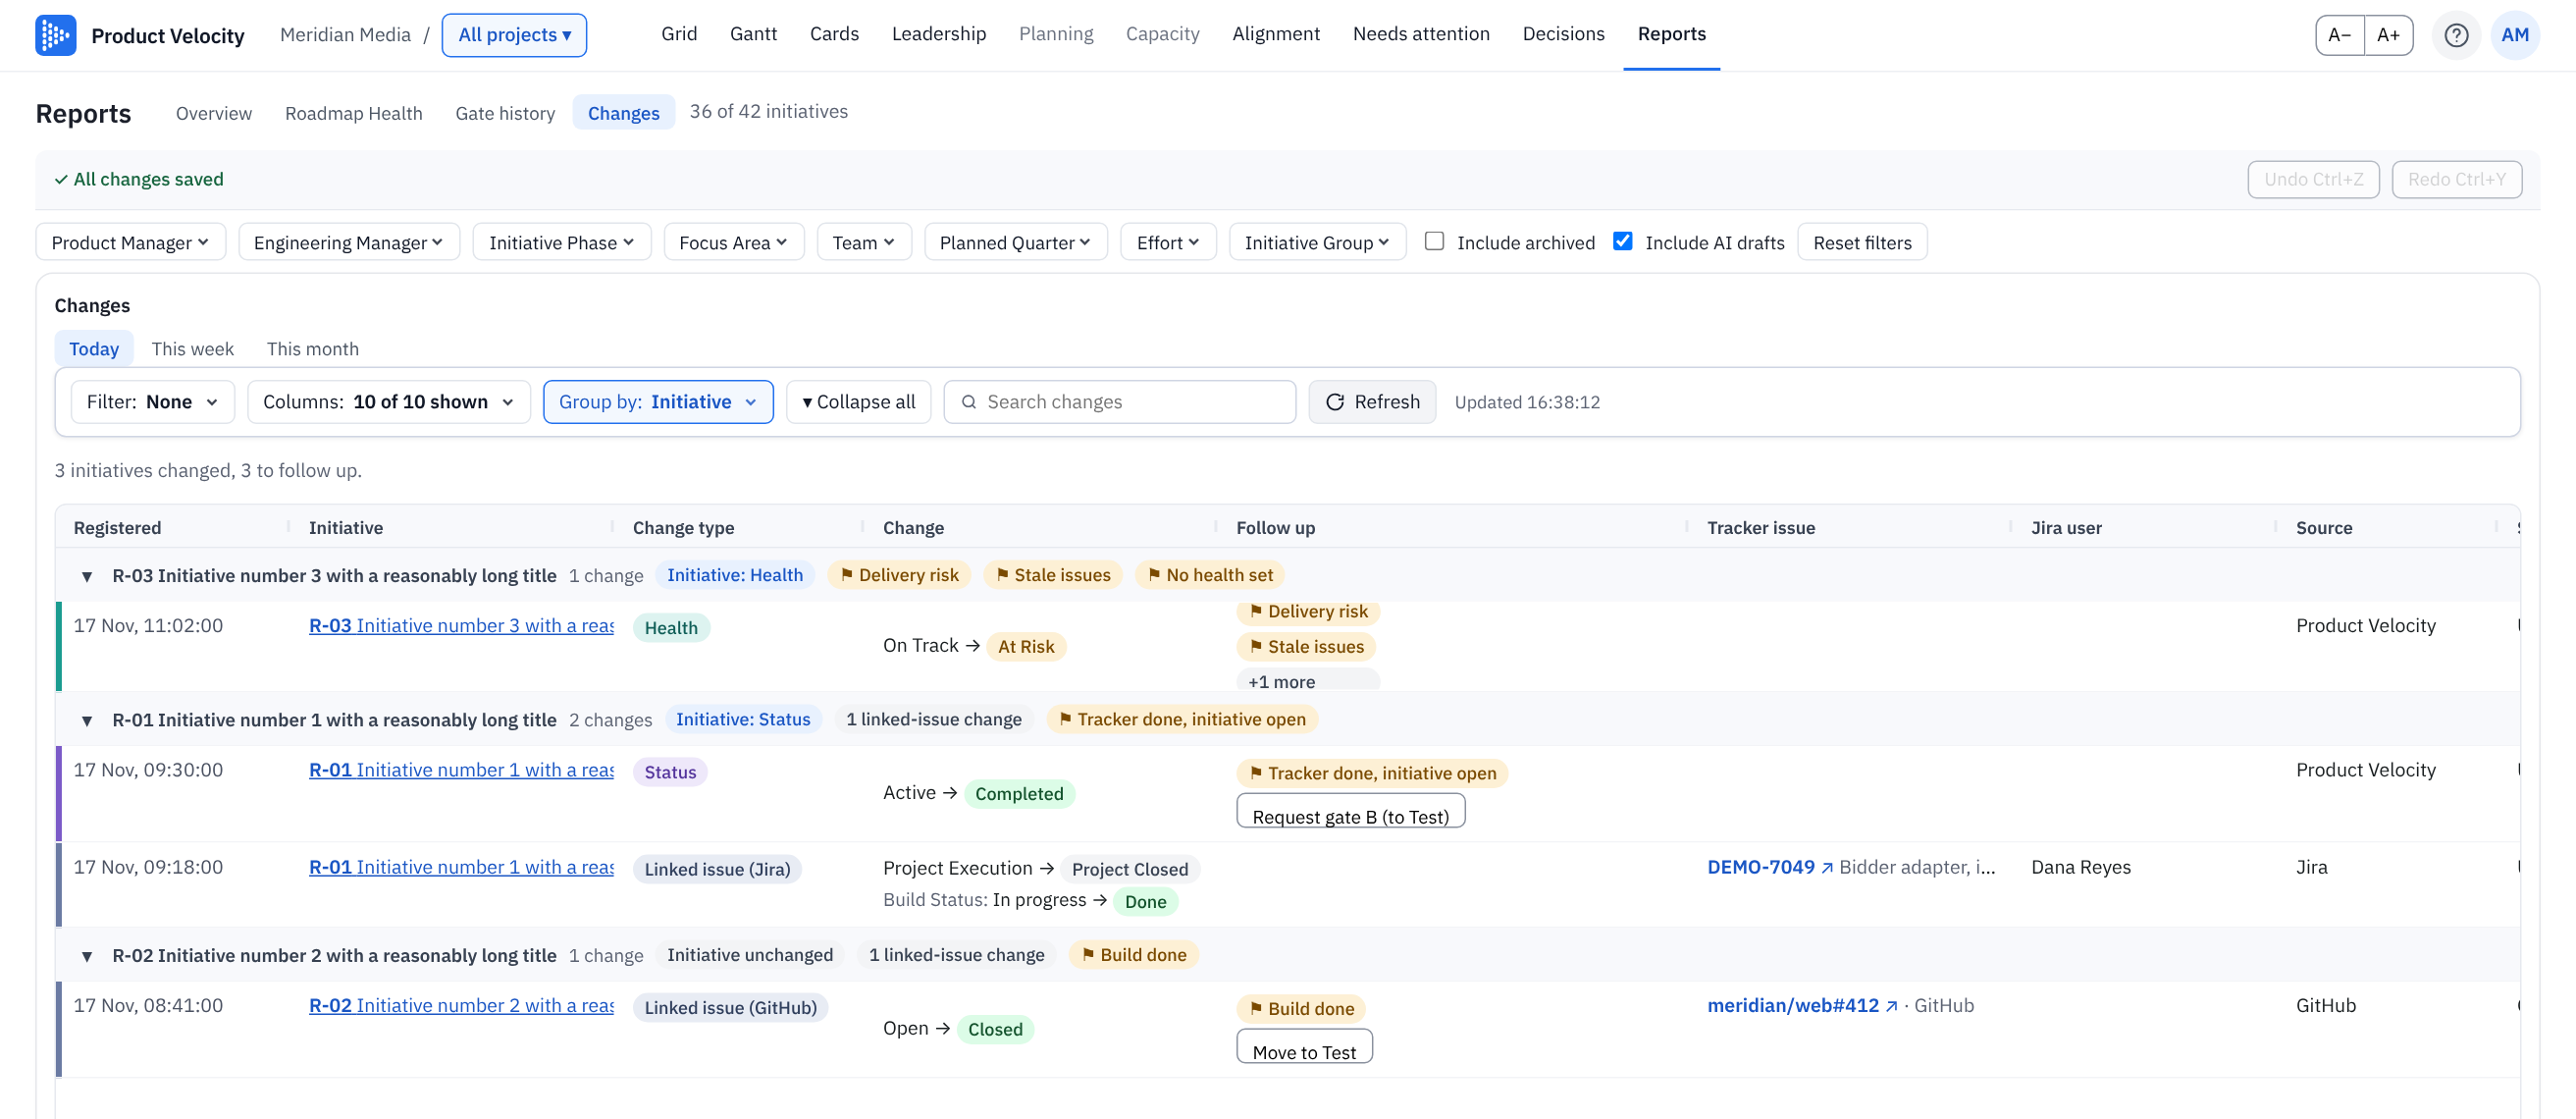 Product Velocity
Meridian Media / All projects ▾
Grid Gantt Cards Leadership Planning Capacity Alignment Needs attention Decisions Reports
A− A+ ? AM
Reports Overview Roadmap Health Gate history Changes 36 of 42 initiatives
✓ All changes saved
Undo Ctrl+Z Redo Ctrl+Y
Product Manager Engineering Manager Initiative Phase Focus Area Team Planned Quarter Effort Initiative Group Include archived Include AI drafts Reset filters
Changes
Today This week This month
Filter: None Columns: 10 of 10 shown Group by: Initiative ▾ Collapse all Search changes Refresh Updated 16:38:12
3 initiatives changed, 3 to follow up.
Registered Initiative Change type Change Follow up Tracker issue Jira user Source
▼ R-03 Initiative number 3 with a reasonably long title 1 change Initiative: Health ⚑ Delivery risk ⚑ Stale issues ⚑ No health set
17 Nov, 11:02:00 R-03 Initiative number 3 with a reas Health On Track → At Risk ⚑ Delivery risk Product Velocity
⚑ Stale issues
+1 more
▼ R-01 Initiative number 1 with a reasonably long title 2 changes Initiative: Status 1 linked-issue change ⚑ Tracker done, initiative open
17 Nov, 09:30:00 R-01 Initiative number 1 with a reas Status Active → Completed ⚑ Tracker done, initiative open Product Velocity
Request gate B (to Test)
17 Nov, 09:18:00 R-01 Initiative number 1 with a reas Linked issue (Jira) Project Execution → Project Closed DEMO-7049 ↗ Bidder adapter, i... Dana Reyes Jira
Build Status: In progress → Done
▼ R-02 Initiative number 2 with a reasonably long title 1 change Initiative unchanged 1 linked-issue change ⚑ Build done
17 Nov, 08:41:00 R-02 Initiative number 2 with a reas Linked issue (GitHub) Open → Closed ⚑ Build done meridian/web#412 ↗ · GitHub GitHub
Move to Test